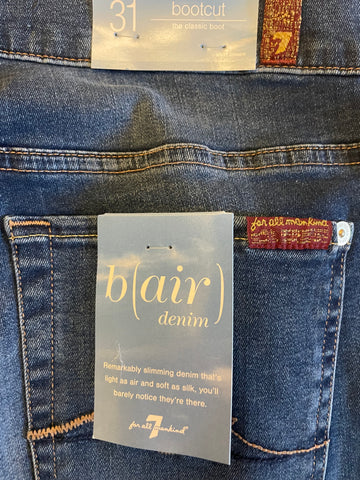 31
bootcut
the classic boot
7
for all mankind
b(air)
denim
Remarkably slimming denim that's
light as air and soft as silk, you'll
barely notice they're there.
7
for all mankind